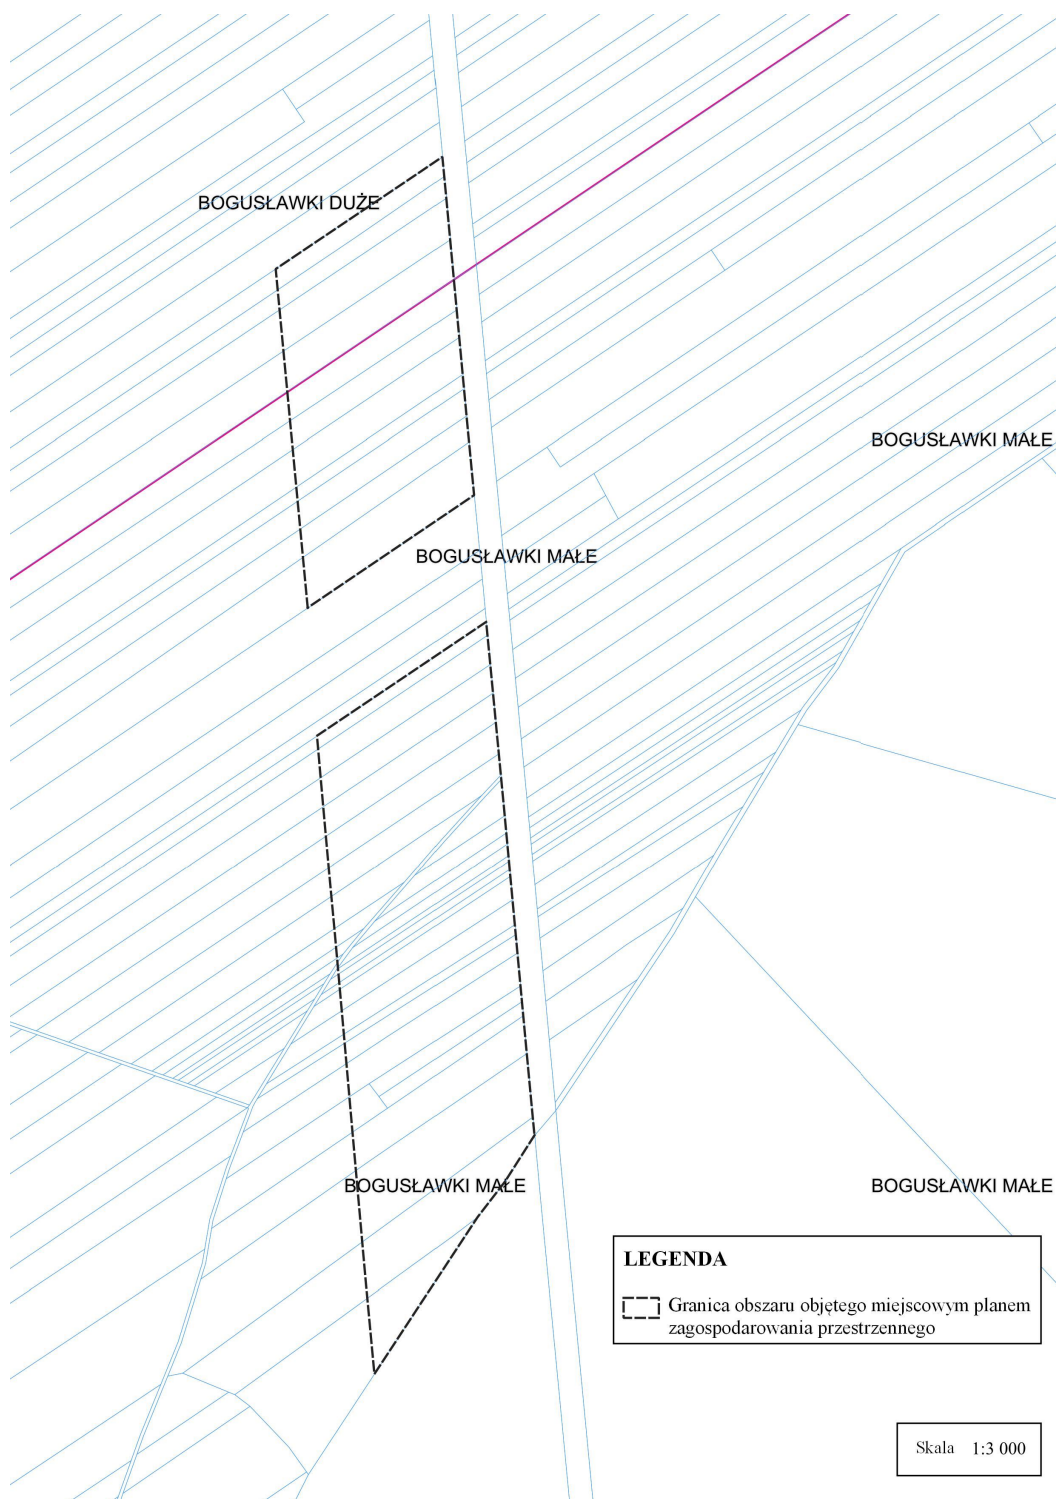 BOGUSŁAWKI DUŻE
BOGUSŁAWKI MAŁE
BOGUSŁAWKI MAŁE
BOGUSŁAWKI MAŁE
BOGUSŁAWKI MAŁE
LEGENDA
Granica obszaru objętego miejscowym planem
zagospodarowania przestrzennego
Skala 1:3 000